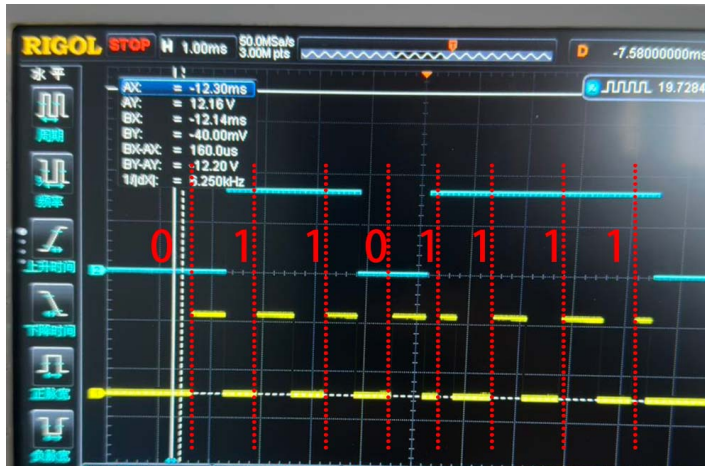 RIGOL STOP H 1.00ms 50.0MSa/s 3.00M pts D -7.58000000ms
水平
19.7284
AX: = -12.30ms
AY: = 12.16 V
BX: = -12.14ms
BY: = -40.00mV
BX-AX: = 160.0us
BY-AY: = -12.20 V
1/|dX|: = 6.250kHz
周期
频率
上升时间
下降时间
正脉宽
负脉宽
0 1 1 0 1 1 1 1